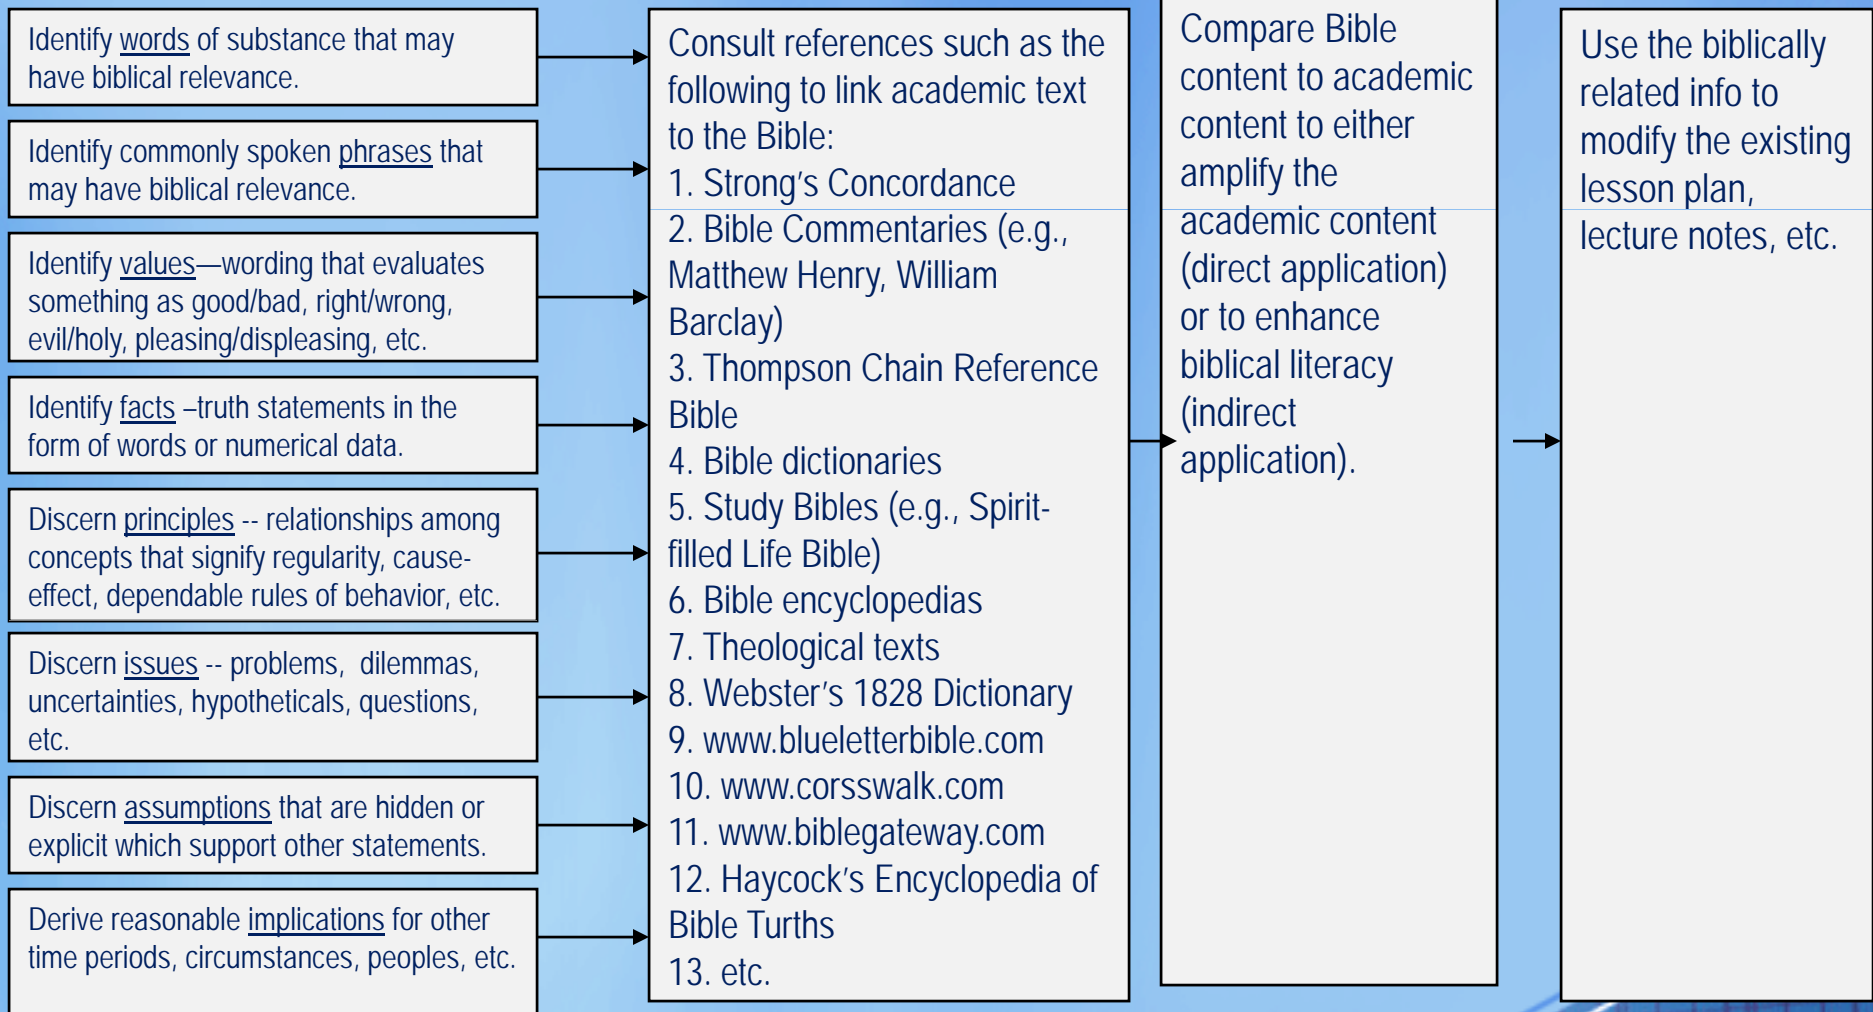 Identify words of substance that may
have biblical relevance.
Identify commonly spoken phrases that
may have biblical relevance.
Identify values—wording that evaluates
something as good/bad, right/wrong,
evil/holy, pleasing/displeasing, etc.
Identify facts –truth statements in the
form of words or numerical data.
Discern principles -- relationships among
concepts that signify regularity, cause-
effect, dependable rules of behavior, etc.
Discern issues -- problems, dilemmas,
uncertainties, hypotheticals, questions,
etc.
Discern assumptions that are hidden or
explicit which support other statements.
Derive reasonable implications for other
time periods, circumstances, peoples, etc.
Consult references such as the
following to link academic text
to the Bible:
1. Strong's Concordance
2. Bible Commentaries (e.g.,
Matthew Henry, William
Barclay)
3. Thompson Chain Reference
Bible
4. Bible dictionaries
5. Study Bibles (e.g., Spirit-
filled Life Bible)
6. Bible encyclopedias
7. Theological texts
8. Webster's 1828 Dictionary
9. www.blueletterbible.com
10. www.corsswalk.com
11. www.biblegateway.com
12. Haycock's Encyclopedia of
Bible Turths
13. etc.
Compare Bible
content to academic
content to either
amplify the
academic content
(direct application)
or to enhance
biblical literacy
(indirect
application).
Use the biblically
related info to
modify the existing
lesson plan,
lecture notes, etc.